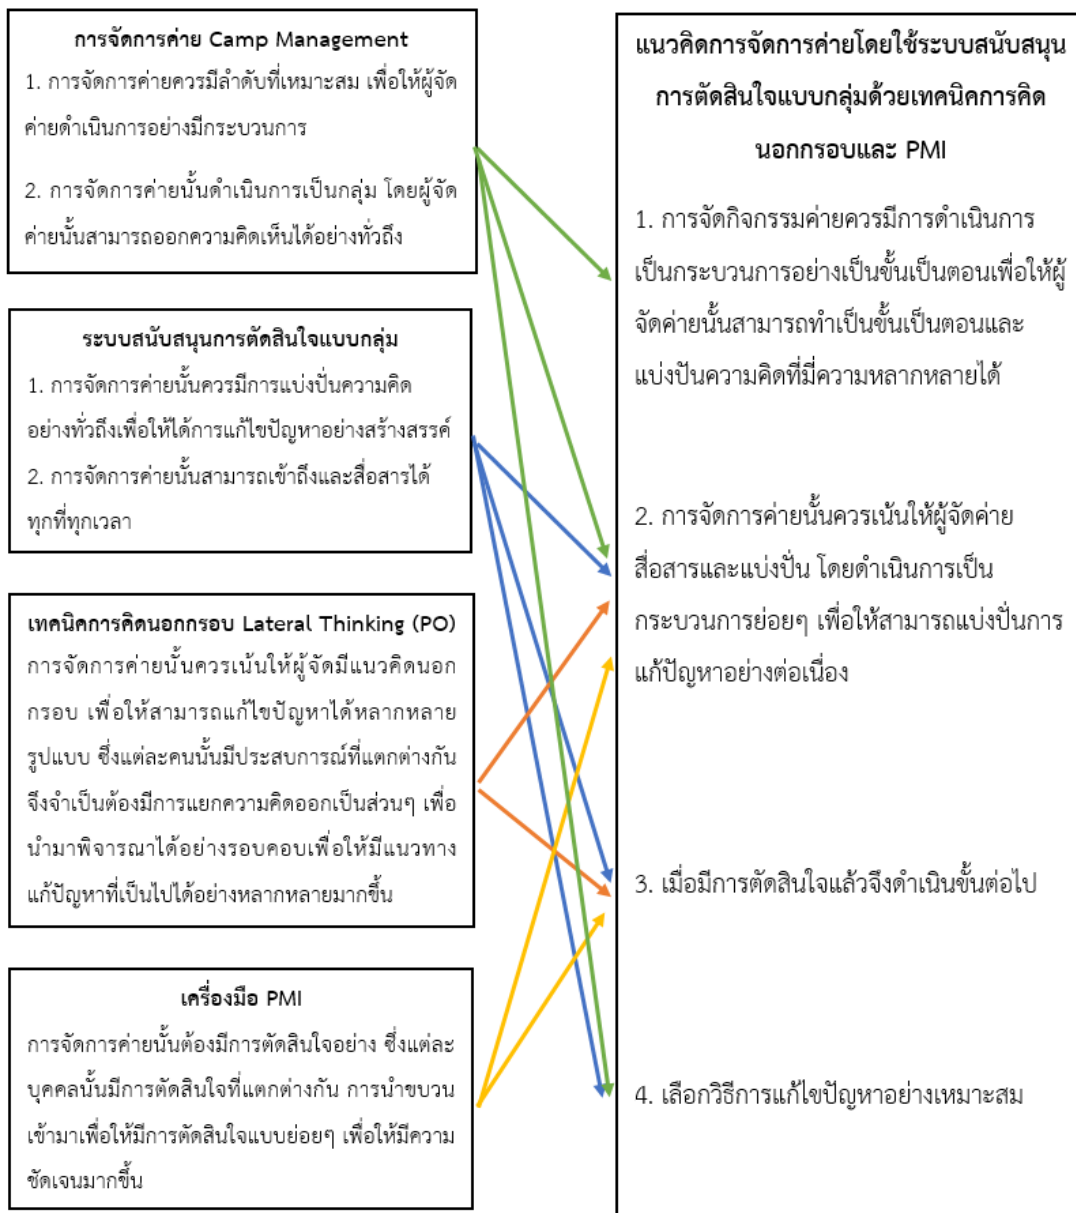 การจัดการค่าย Camp Management
1. การจัดการค่ายควรมีลำดับที่เหมาะสม เพื่อให้ผู้จัด
ค่ายดำเนินการอย่างมีกระบวนการ
2. การจัดการค่ายนั้นดำเนินการเป็นกลุ่ม โดยผู้จัด
ค่ายนั้นสามารถออกความคิดเห็นได้อย่างทั่วถึง
ระบบสนับสนุนการตัดสินใจแบบกลุ่ม
1. การจัดการค่ายนั้นควรมีการแบ่งปั่นความคิด
อย่างทั่วถึงเพื่อให้ได้การแก้ไขปัญหาอย่างสร้างสรรค์
2. การจัดการค่ายนั้นสามารถเข้าถึงและสื่อสารได้
ทุกที่ทุกเวลา
เทคนิคการคิดนอกกรอบ Lateral Thinking (PO)
การจัดการค่ายนั้นควรเน้นให้ผู้จัดมีแนวคิดนอก
กรอบ เพื่อให้สามารถแก้ไขปัญหาได้หลากหลาย
รูปแบบ ซึ่งแต่ละคนนั้นมีประสบการณ์ที่แตกต่างกัน
จึงจำเป็นต้องมีการแยกความคิดออกเป็นส่วนๆ เพื่อ
นำมาพิจารณาได้อย่างรอบคอบเพื่อให้มีแนวทาง
แก้ปัญหาที่เป็นไปได้อย่างหลากหลายมากขึ้น
เครื่องมือ PMI
การจัดการค่ายนั้นต้องมีการตัดสินใจอย่าง ซึ่งแต่ละ
บุคคลนั้นมีการตัดสินใจที่แตกต่างกัน การนำขบวน
เข้ามาเพื่อให้มีการตัดสินใจแบบย่อยๆ เพื่อให้มีความ
ชัดเจนมากขึ้น
แนวคิดการจัดการค่ายโดยใช้ระบบสนับสนุน
การตัดสินใจแบบกลุ่มด้วยเทคนิคการคิด
นอกกรอบและ PMI
1. การจัดกิจกรรมค่ายควรมีการดำเนินการ
เป็นกระบวนการอย่างเป็นขั้นเป็นตอนเพื่อให้ผู้
จัดค่ายนั้นสามารถทำเป็นขั้นเป็นตอนและ
แบ่งปันความคิดที่มีความหลากหลายได้
2. การจัดการค่ายนั้นควรเน้นให้ผู้จัดค่าย
สื่อสารและแบ่งปั่น โดยดำเนินการเป็น
กระบวนการย่อยๆ เพื่อให้สามารถแบ่งปั่นการ
แก้ปัญหาอย่างต่อเนื่อง
3. เมื่อมีการตัดสินใจแล้วจึงดำเนินขั้นต่อไป
4. เลือกวิธีการแก้ไขปัญหาอย่างเหมาะสม